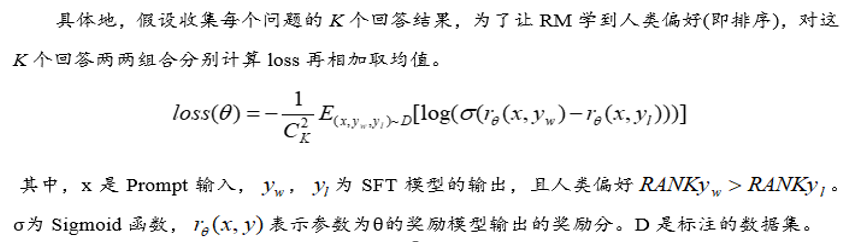 具体地，假设收集每个问题的 K 个回答结果，为了让 RM 学到人类偏好(即排序)，对这
K 个回答两两组合分别计算 loss 再相加取均值。
loss(θ) = −\frac{1}{C_K^2} E_{(x,y_w,y_l)~D}[log(σ(r_θ(x,y_w)−r_θ(x,y_l)))]
其中，x 是 Prompt 输入，y_w，y_l 为 SFT 模型的输出，且人类偏好 RANKy_w > RANKy_l。
σ为 Sigmoid 函数，r_θ(x,y) 表示参数为θ的奖励模型输出的奖励分。D 是标注的数据集。